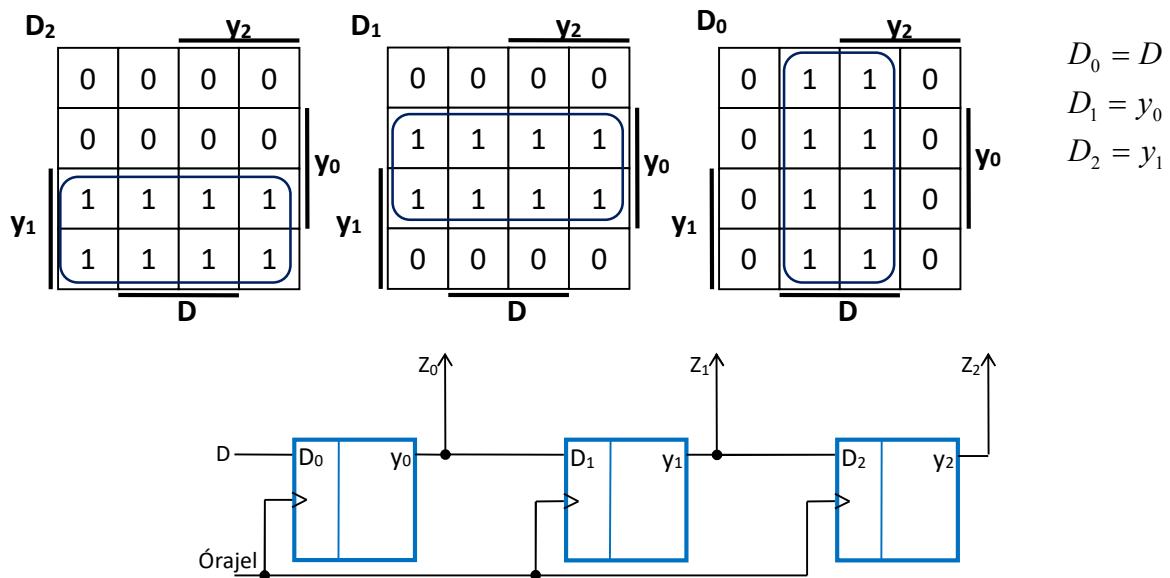 D₂ y₂ D₁ y₂ D₀ y₂
0 0 0 0 0 0 0 0 0 1 1 0 D₀ = D
0 0 0 0 1 1 1 1 0 1 1 0 D₁ = y₀
y₀ y₀ y₀ D₂ = y₁
1 1 1 1 1 1 1 1 0 1 1 0
y₁ y₁ y₁
1 1 1 1 0 0 0 0 0 1 1 0
D D D
Z₀ Z₁ Z₂
D D₀ y₀ D₁ y₁ D₂ y₂
Órajel